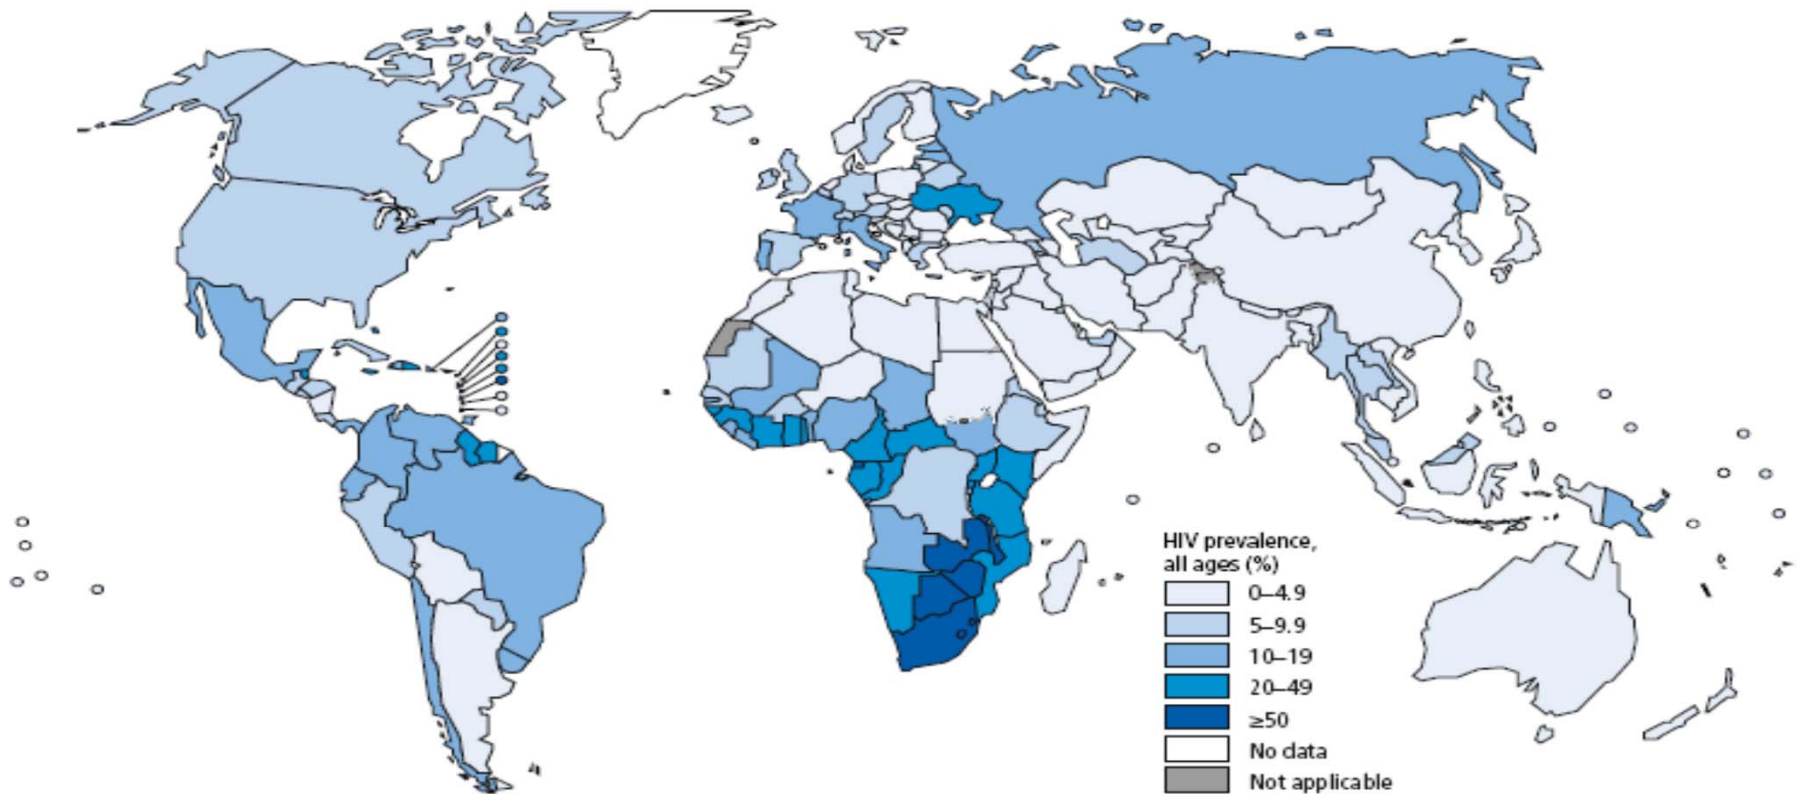 HIV prevalence,
all ages (%)
0–4.9
5–9.9
10–19
20–49
≥50
No data
Not applicable